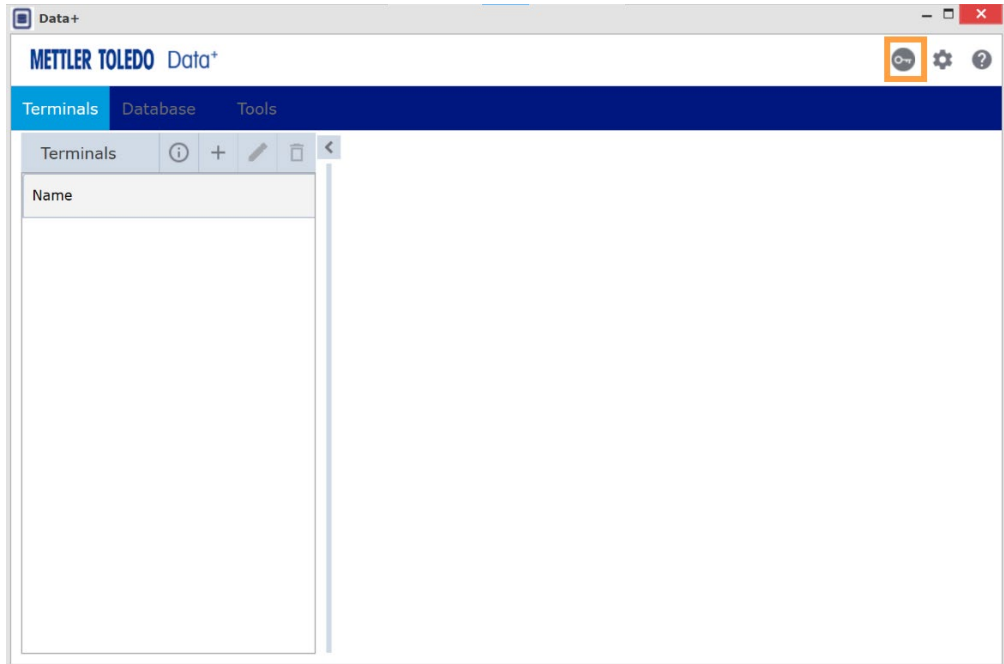 Data+
METTLER TOLEDO Data+
Terminals Database Tools
Terminals
Name